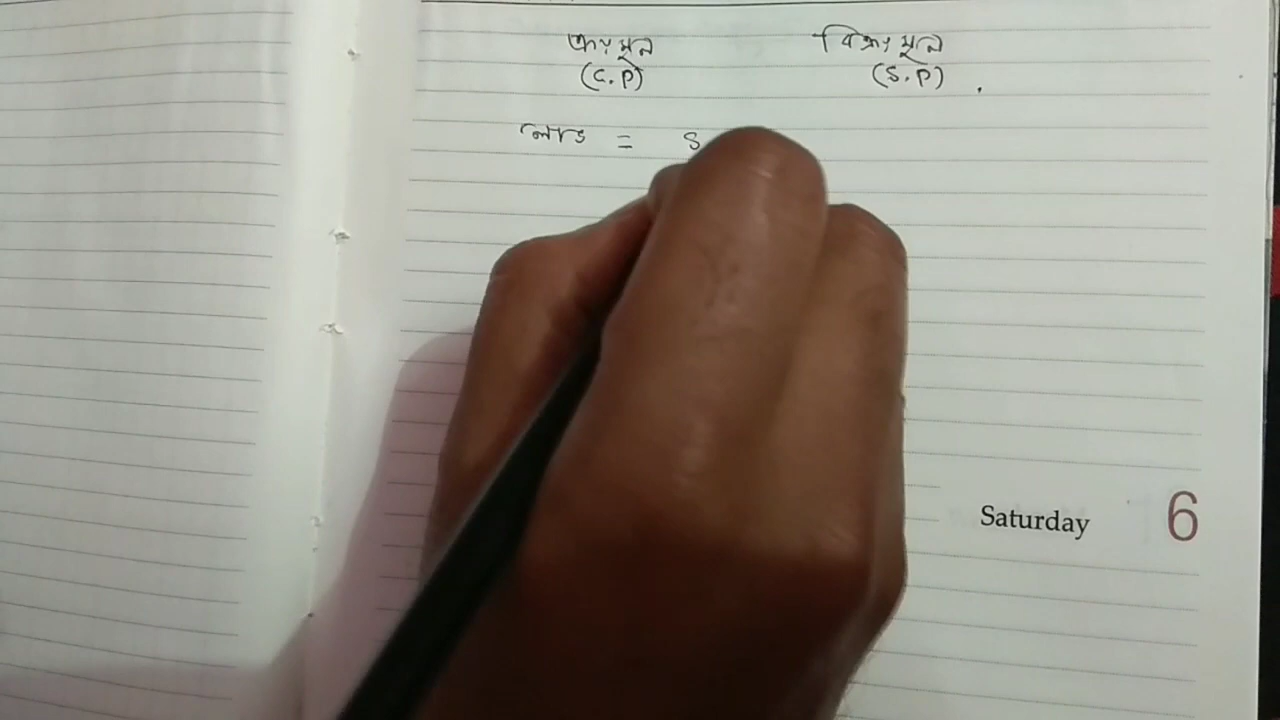 ক্রয়মূল বিক্রয়মূল
(C.P) (S.P) .
লাভ = S
Saturday 6